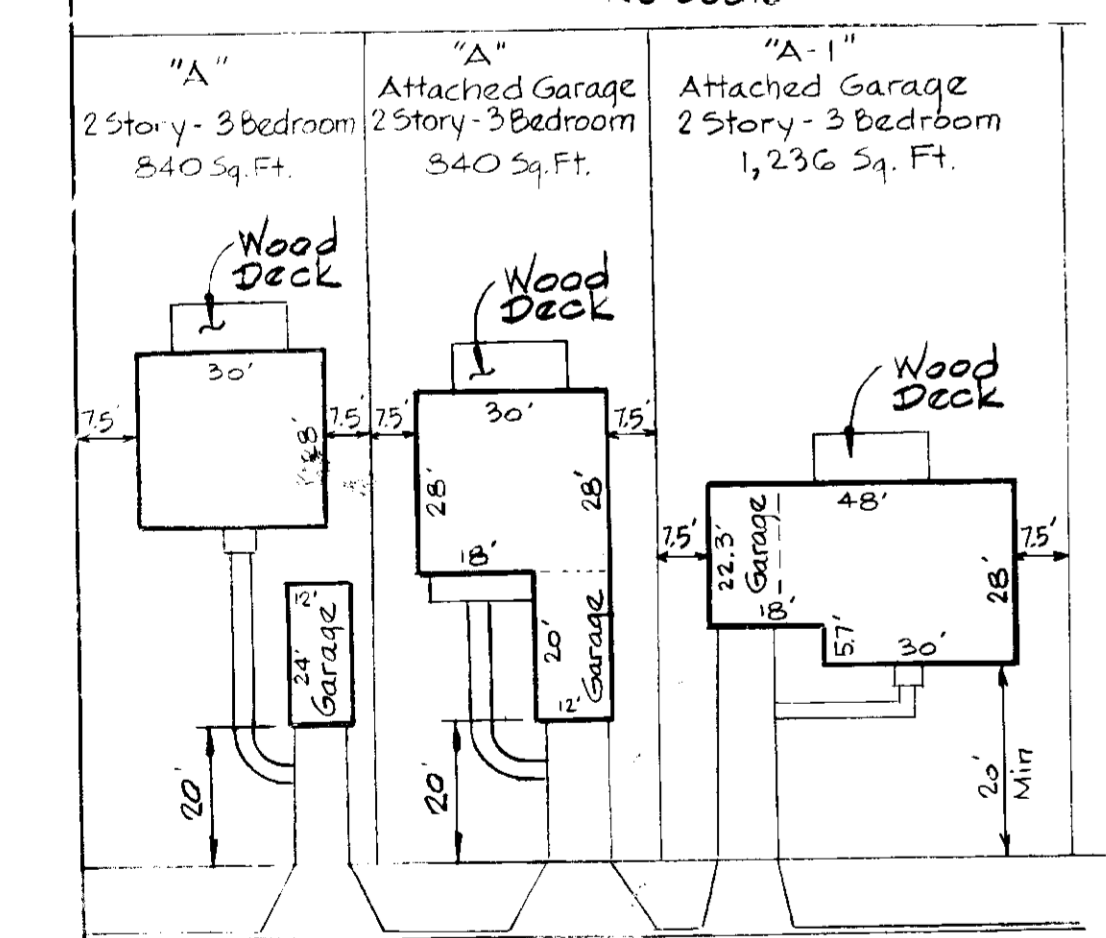 "A"
2 Story - 3 Bedroom
840 Sq. Ft.
Wood
Deck
30'
7.5'
7.5'
28'
12'
24'
Garage
20'
"A"
Attached Garage
2 Story - 3 Bedroom
840 Sq. Ft.
Wood
Deck
30'
7.5'
7.5'
28'
28'
18'
20'
Garage
12'
20'
"A-1"
Attached Garage
2 Story - 3 Bedroom
1,236 Sq. Ft.
Wood
Deck
48'
7.5'
7.5'
22.3'
Garage
28'
18'
5.7'
30'
20'
Min